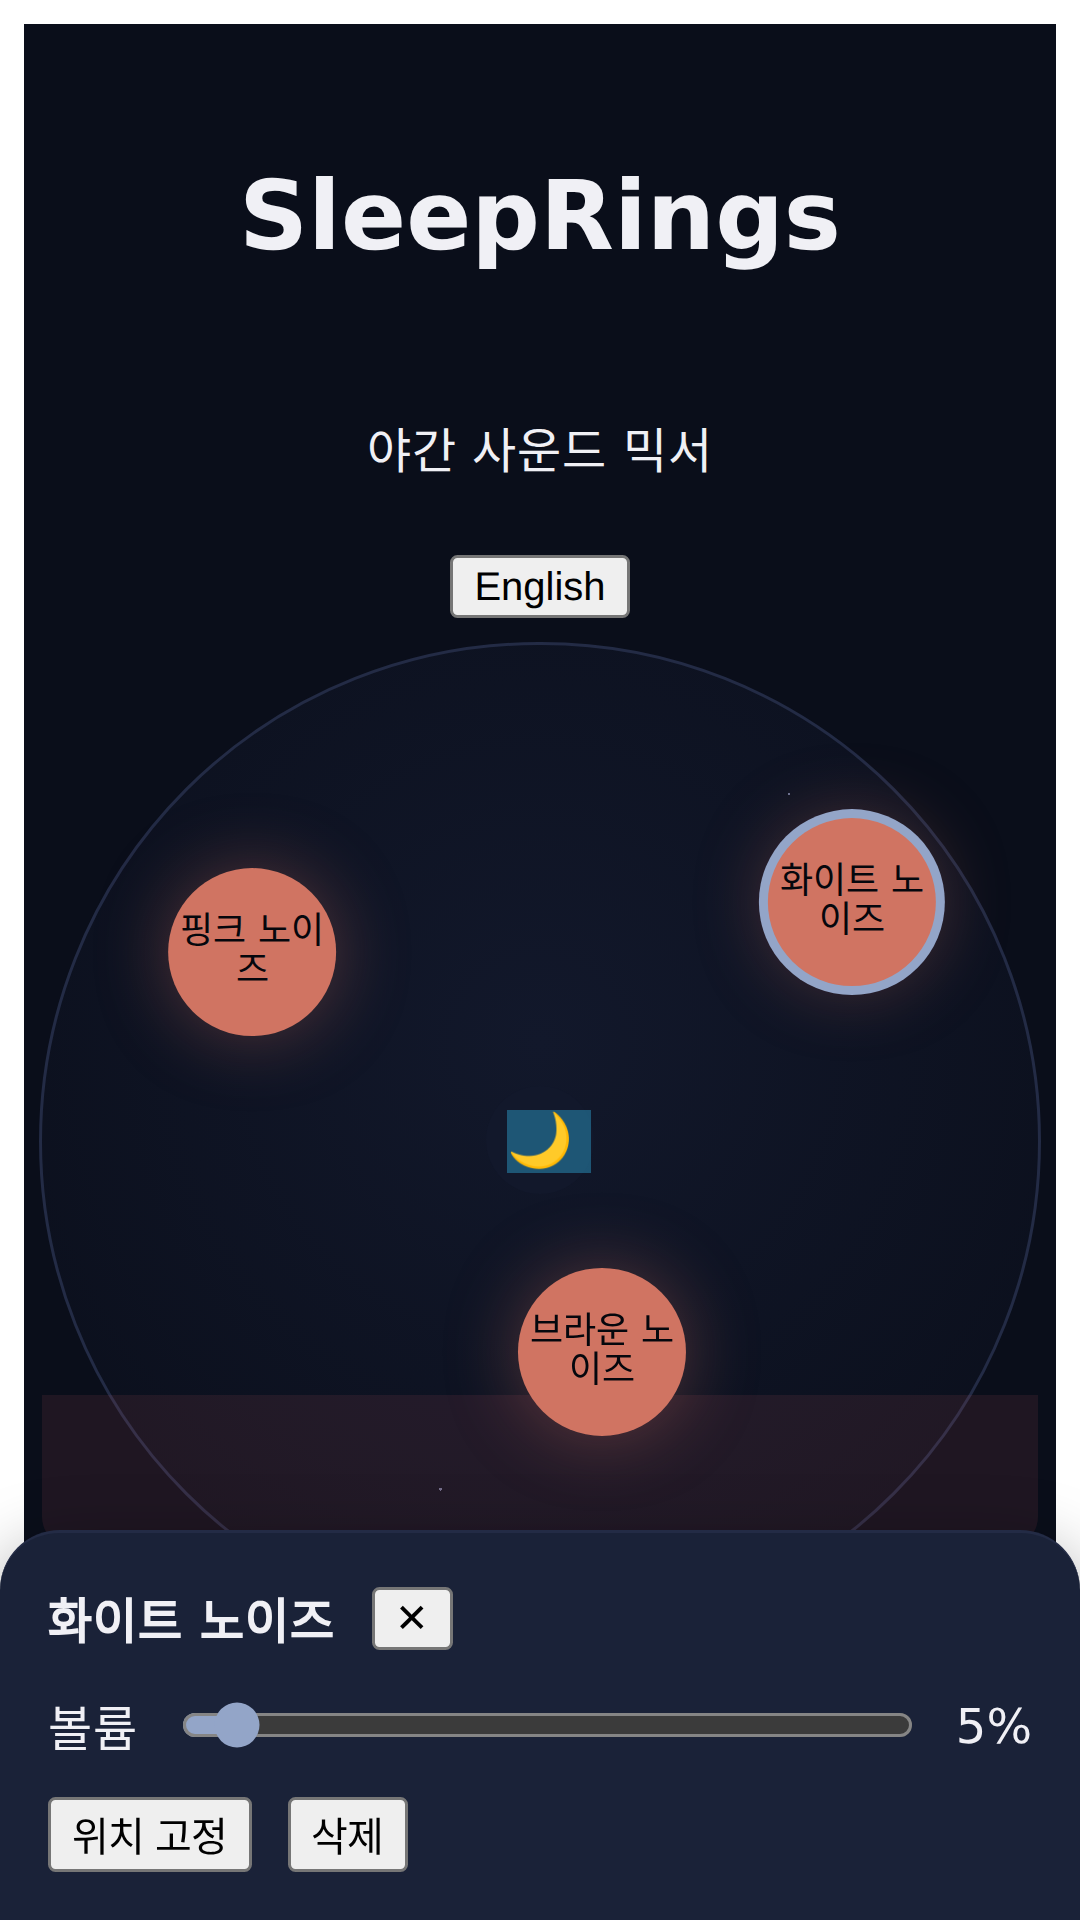 SleepRings
야간 사운드 믹서
English
화이트 노
이즈
핑크 노이
즈
브라운 노
이즈
화이트 노이즈 ✕
볼륨 5%
위치 고정 삭제